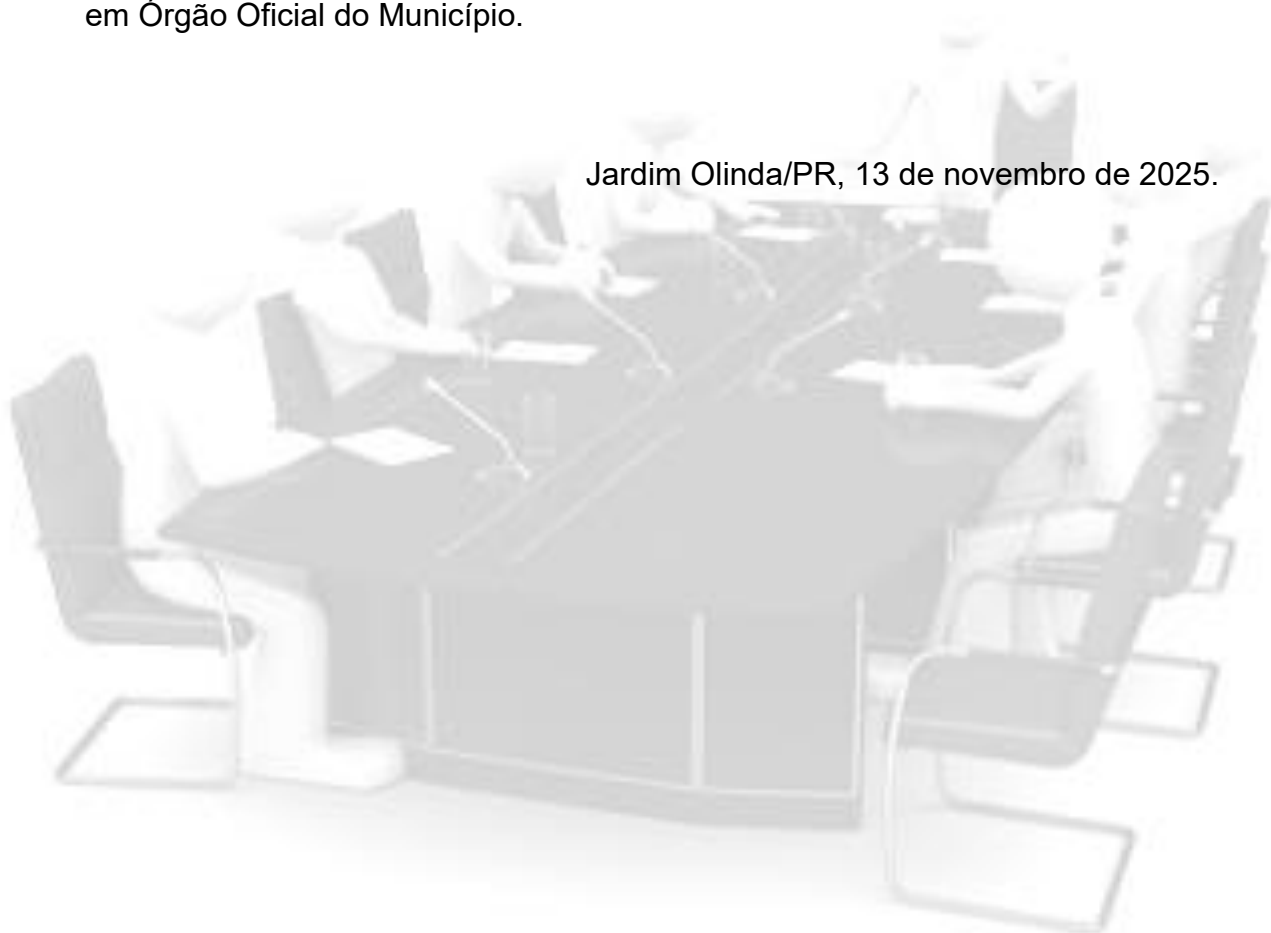 em Órgão Oficial do Município.
Jardim Olinda/PR, 13 de novembro de 2025.